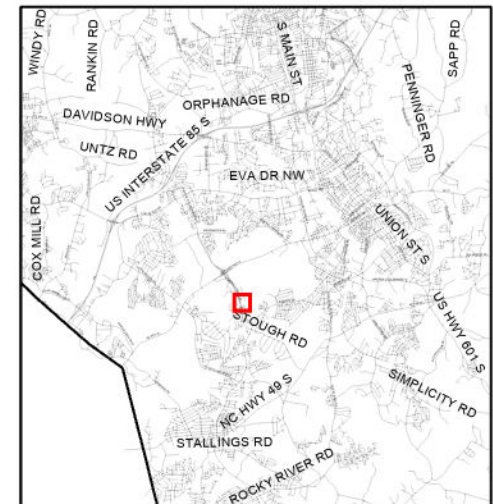 WINDY RD
RANKIN RD
S MAIN ST
SAPP RD
PENNINGER RD
ORPHANAGE RD
DAVIDSON HWY
UNTZ RD
US INTERSTATE 85 S
EVA DR NW
COX MILL RD
UNION ST S
STOUGH RD
US HWY 601 S
NC HWY 49 S
SIMPLICITY RD
STALLINGS RD
ROCKY RIVER RD